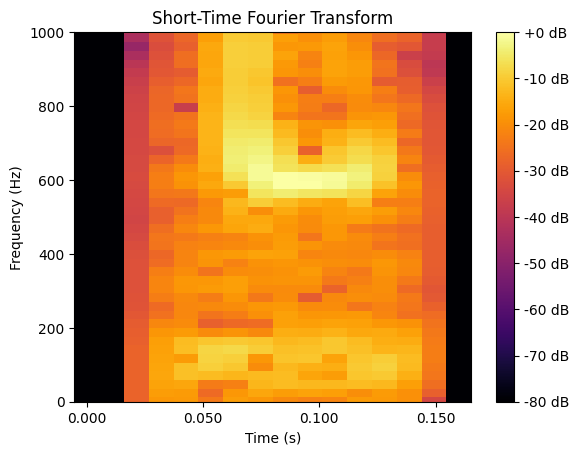 Short-Time Fourier Transform
1000
800
600
400
200
0
Frequency (Hz)
0.000
0.050
0.100
0.150
Time (s)
+0 dB
-10 dB
-20 dB
-30 dB
-40 dB
-50 dB
-60 dB
-70 dB
-80 dB